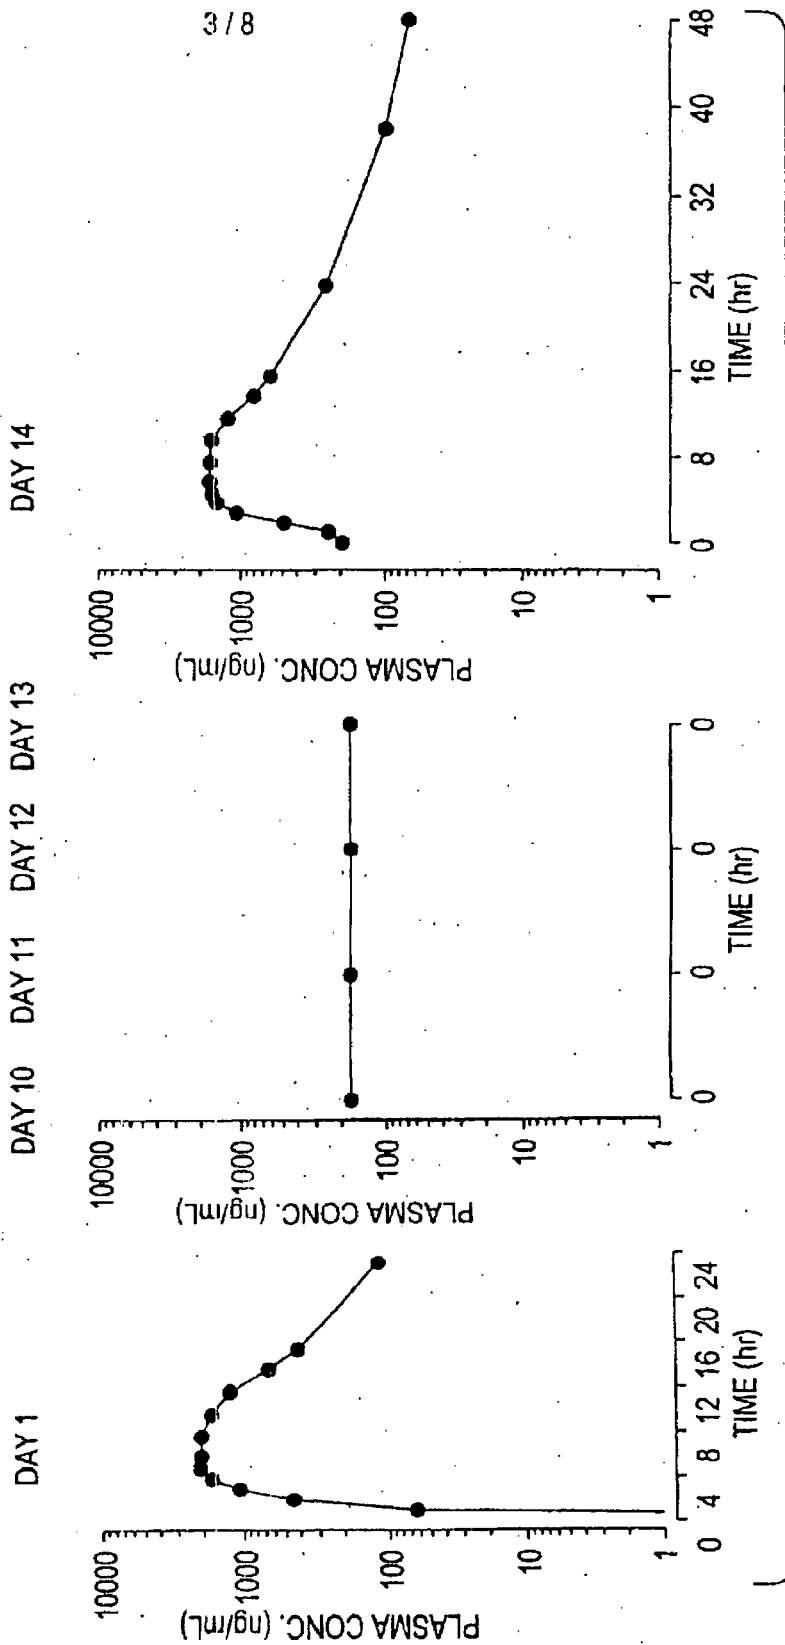 3/8
DAY 1
PLASMA CONC. (ng/mL)
10000
1000
100
10
1
0 4 8 12 16 20 24
TIME (hr)
DAY 10 DAY 11 DAY 12 DAY 13
PLASMA CONC. (ng/mL)
10000
1000
100
10
1
0 0 0 0
TIME (hr)
DAY 14
PLASMA CONC. (ng/mL)
10000
1000
100
10
1
0 8 16 24 32 40 48
TIME (hr)